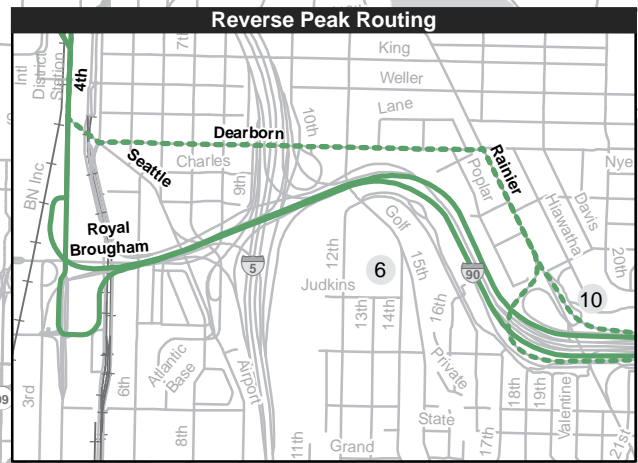 Reverse Peak Routing
7th
King
Intl
District
Station
4th
Weller
10th
Lane
Dearborn
Seattle
Charles
Rainier
Nye
9th
Poplar
BN Inc
Hiawatha
Davis
Royal
Brougham
Golf
12th
15th
20th
5
6
90
Judkins
16th
10
13th
14th
Atlantic
Base
Airport
Private
3rd
6th
18th
19th
Valentine
99
State
8th
11th
Grand
17th
21st